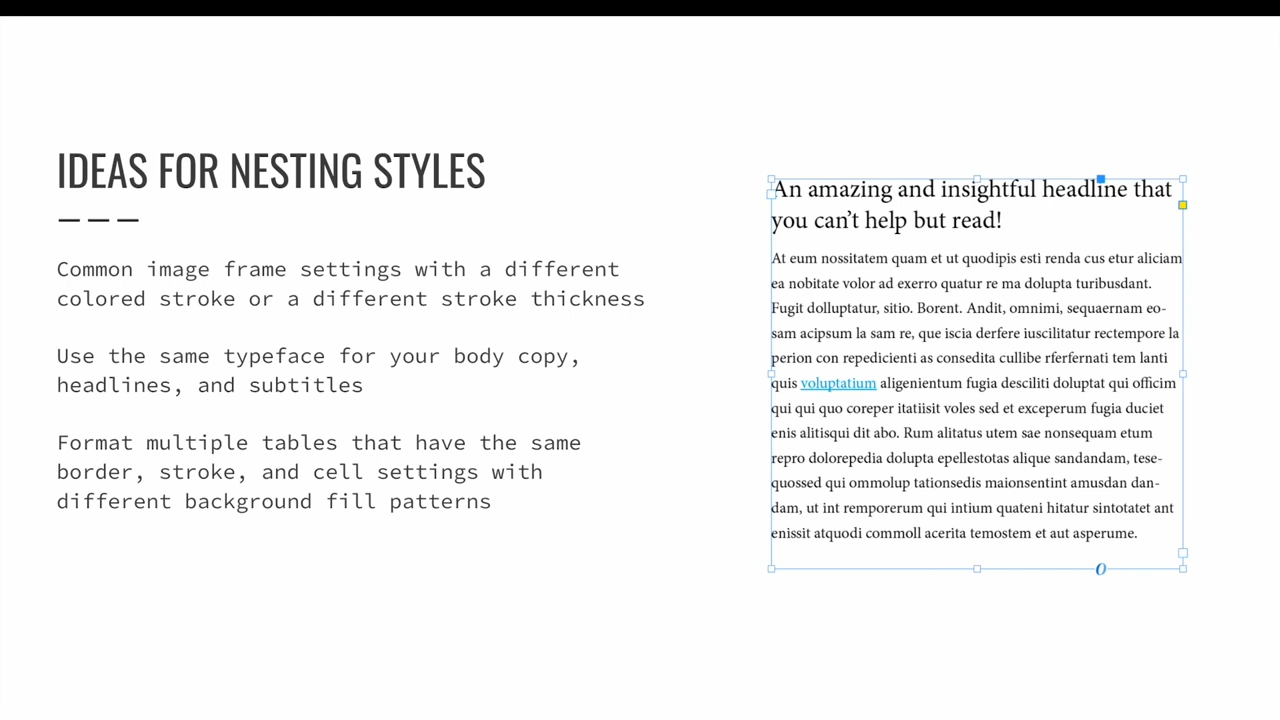 IDEAS FOR NESTING STYLES
Common image frame settings with a different
colored stroke or a different stroke thickness
Use the same typeface for your body copy,
headlines, and subtitles
Format multiple tables that have the same
border, stroke, and cell settings with
different background fill patterns
An amazing and insightful headline that
you can’t help but read!
At eum nossitatem quam et ut quodipis esti renda cus etur aliciam
ea nobitate volor ad exerro quatur re ma dolupta turibusdant.
Fugit dolluptatur, sitio. Borent. Andit, omnimi, sequaernam eo-
sam acipsum la sam re, que iscia derfere iuscilitatur rectempore la
perion con repedicienti as consedita cullibe rferfernati tem lanti
quis voluptatium aligenientum fugia desciliti doluptat qui officim
qui qui quo coreper itatiisit voles sed et exceperum fugia duciet
enis alitisqui dit abo. Rum alitatus utem sae nonsequam etum
repro dolorepedia dolupta epellestotas alique sandandam, tese-
quossed qui ommolup tationsedis maionsentint amusdan dan-
dam, ut int remporerum qui intium quateni hitatur sintotatet ant
enissit atquodi commoll acerita temostem et aut asperume.